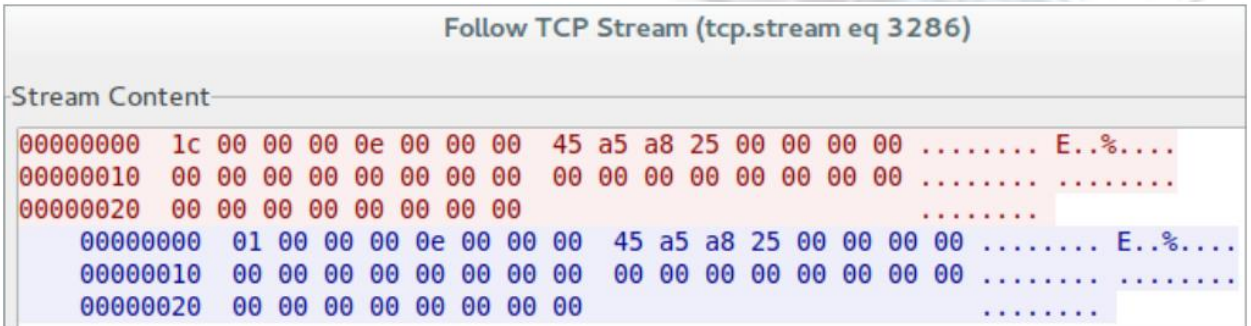 Follow TCP Stream (tcp.stream eq 3286)
Stream Content
00000000 1c 00 00 00 0e 00 00 00 45 a5 a8 25 00 00 00 00 ........ E..%....
00000010 00 00 00 00 00 00 00 00 00 00 00 00 00 00 00 00 ........ ........
00000020 00 00 00 00 00 00 00 00 ........
00000000 01 00 00 00 0e 00 00 00 45 a5 a8 25 00 00 00 00 ........ E..%....
00000010 00 00 00 00 00 00 00 00 00 00 00 00 00 00 00 00 ........ ........
00000020 00 00 00 00 00 00 00 00 ........